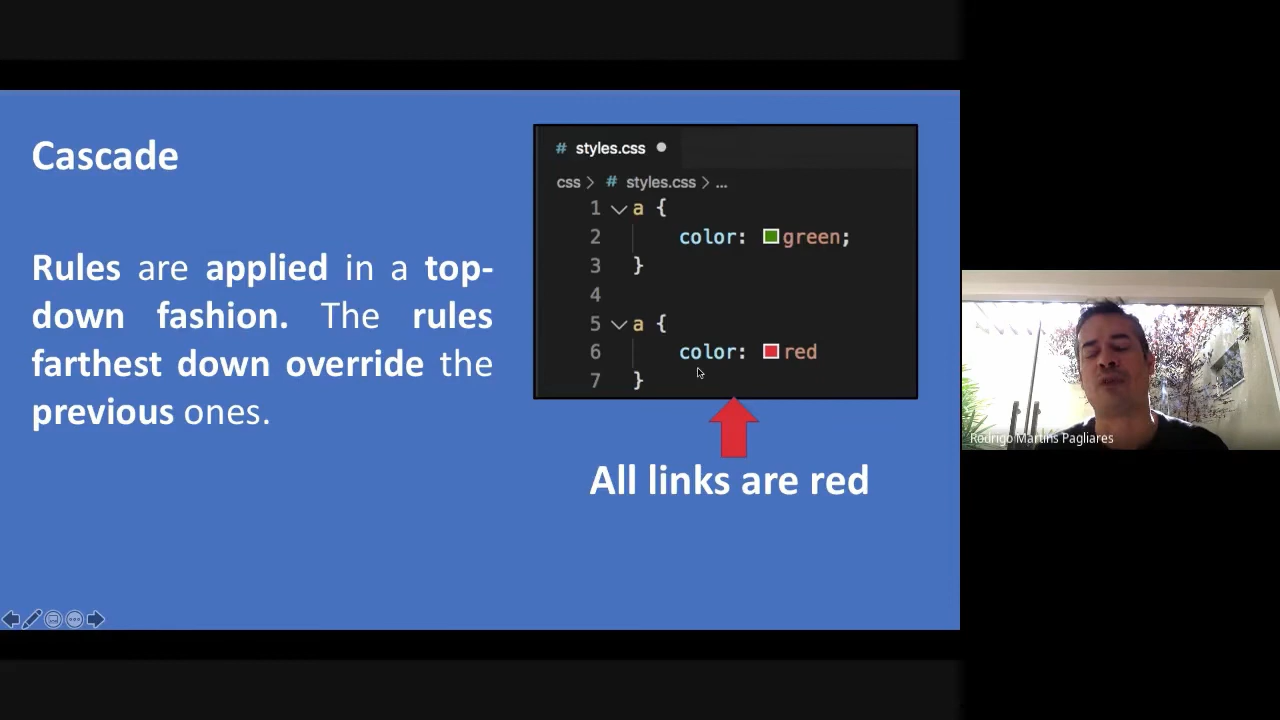 Cascade
Rules are applied in a top-
down fashion. The rules
farthest down override the
previous ones.
# styles.css
css > # styles.css > ...
1 a {
2 color: green;
3 }
4
5 a {
6 color: red
7 }
All links are red
Rodrigo Martins Pagliares